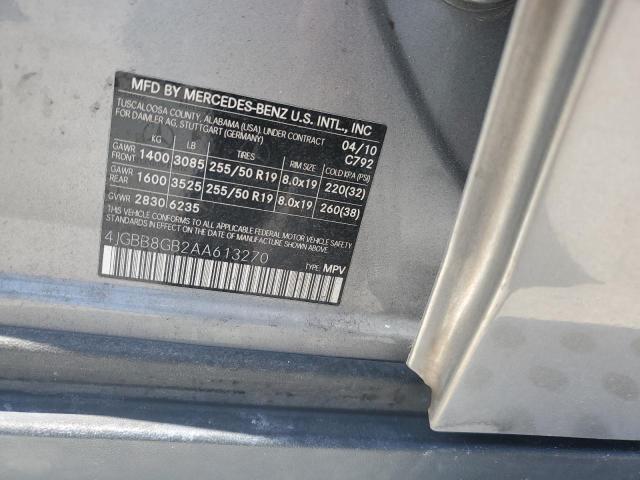 MFD BY MERCEDES-BENZ U.S. INTL., INC
TUSCALOOSA COUNTY, ALABAMA (USA), UNDER CONTRACT
FOR DAIMLER AG, STUTTGART (GERMANY) 04/10
KG LB TIRES RIM SIZE COLD KPA (PSI) C792
GAWR FRONT 1400 3085 255/50 R19 8.0x19 220(32)
GAWR REAR 1600 3525 255/50 R19 8.0x19 260(38)
GVWR 2830 6235
THIS VEHICLE CONFORMS TO ALL APPLICABLE FEDERAL MOTOR VEHICLE
SAFETY STANDARDS IN EFFECT ON THE DATE OF MANUFACTURE SHOWN ABOVE.
4JGBB8GB2AA613270
TYPE: MPV